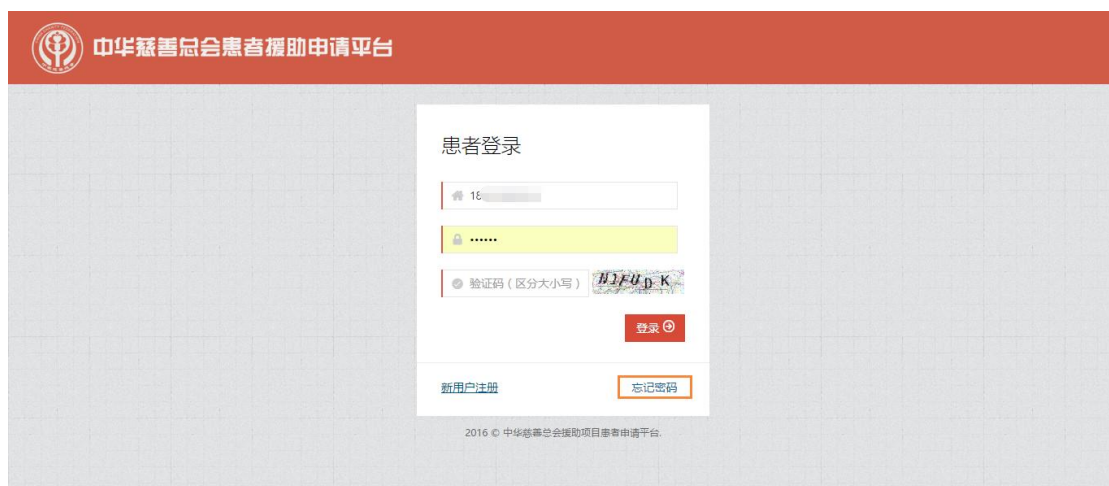 中华慈善总会患者援助申请平台
患者登录
18
••••••
验证码（区分大小写）
登录
新用户注册
忘记密码
2016 © 中华慈善总会援助项目患者申请平台.